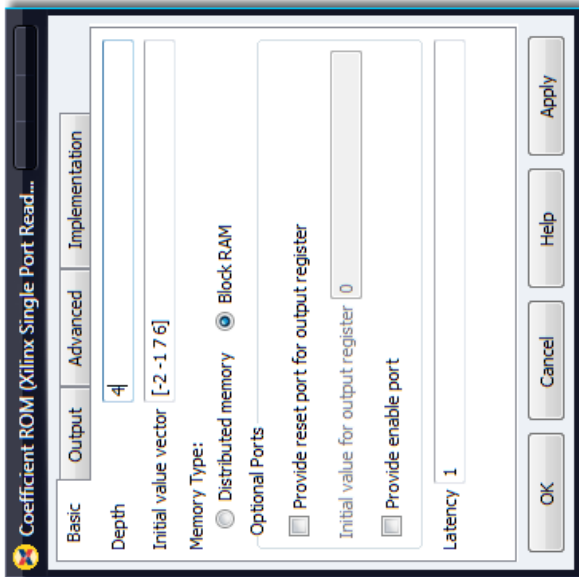 Coefficient ROM (Xilinx Single Port Read...
Basic Output Advanced Implementation
Depth 4
Initial value vector [-2 -1 7 6]
Memory Type:
Distributed memory Block RAM
Optional Ports
Provide reset port for output register
Initial value for output register 0
Provide enable port
Latency 1
OK Cancel Help Apply